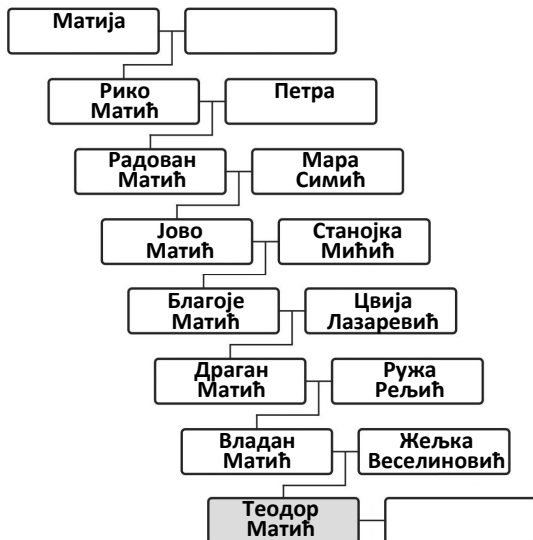 Матија
Рико
Матић
Петра
Радован
Матић
Мара
Симић
Јово
Матић
Станојка
Мићић
Благоје
Матић
Цвија
Лазаревић
Драган
Матић
Ружа
Рељић
Владан
Матић
Жељка
Веселиновић
Теодор
Матић